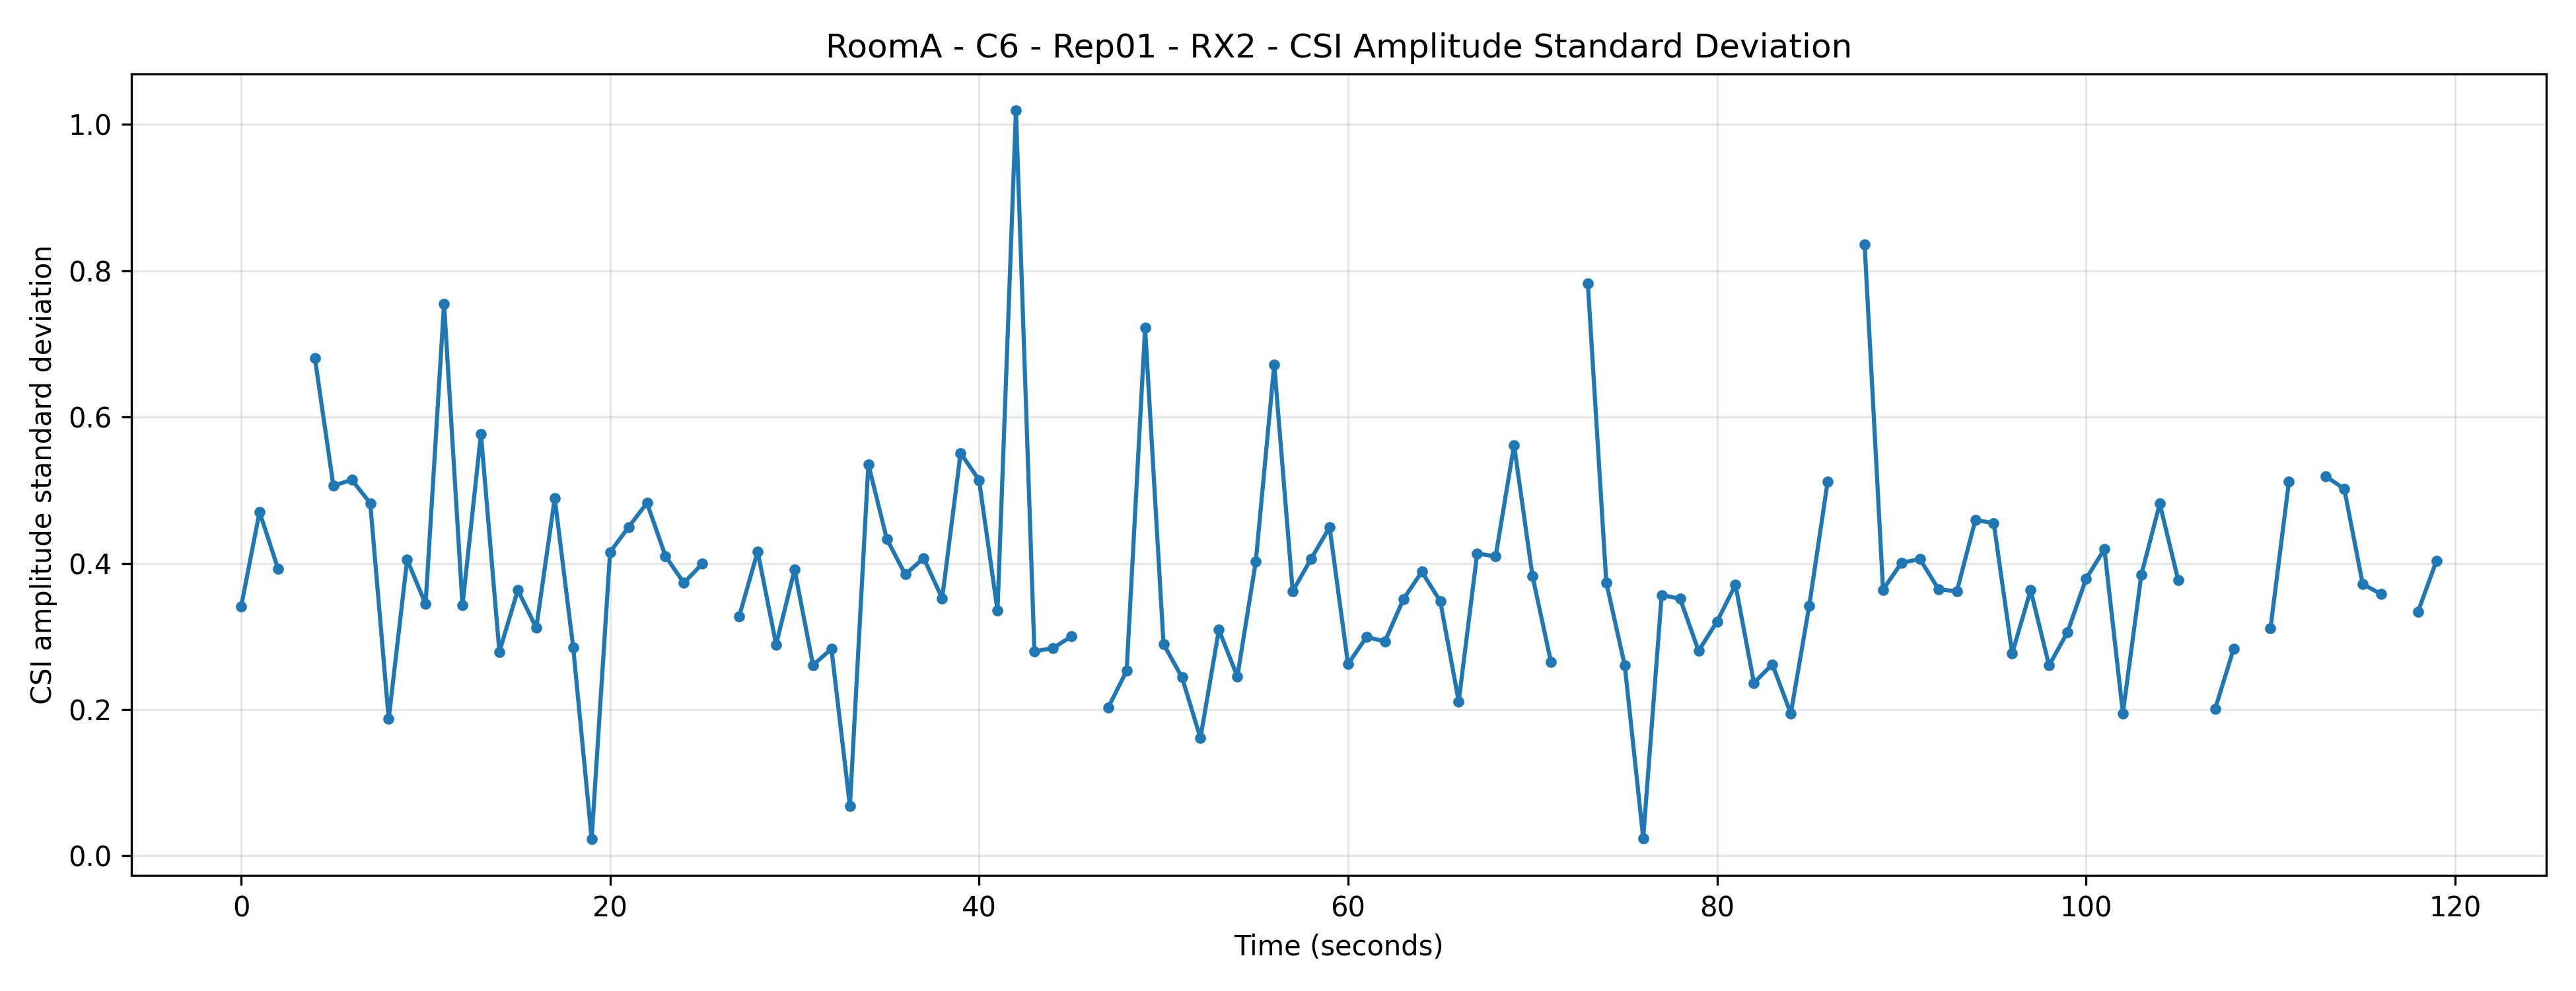 RoomA - C6 - Rep01 - RX2 - CSI Amplitude Standard Deviation
CSI amplitude standard deviation
1.0
0.8
0.6
0.4
0.2
0.0
0 20 40 60 80 100 120
Time (seconds)